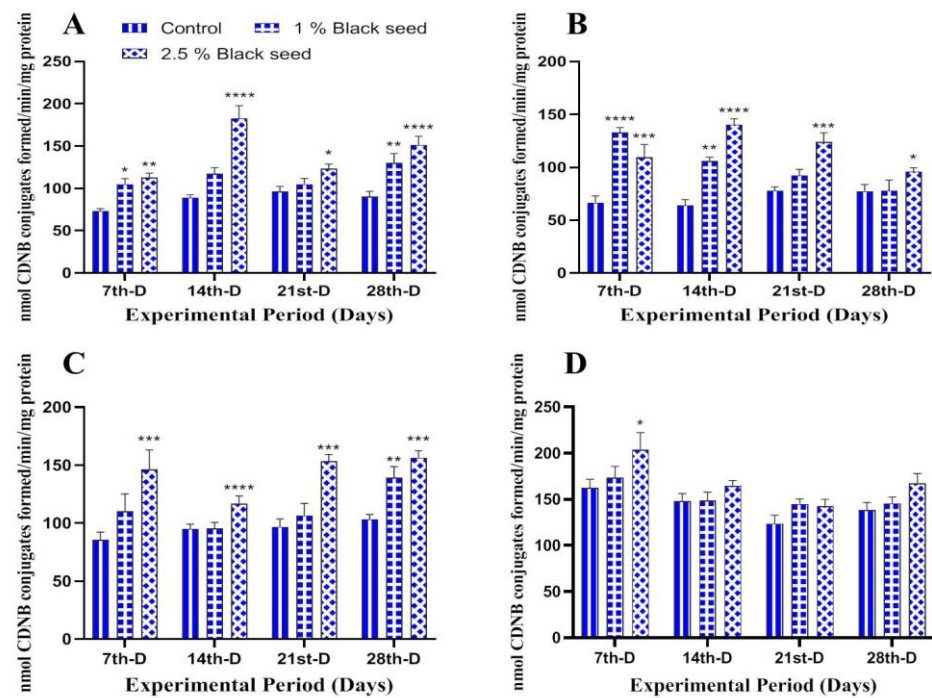 A
Control
1 % Black seed
2.5 % Black seed
nmol CDNB conjugates formed/min/mg protein
250
200
150
100
50
0
* ** **** * ** ****
7th-D 14th-D 21st-D 28th-D
Experimental Period (Days)
B
nmol CDNB conjugates formed/min/mg protein
200
150
100
50
0
**** *** ** **** *** *
7th-D 14th-D 21st-D 28th-D
Experimental Period (Days)
C
nmol CDNB conjugates formed/min/mg protein
200
150
100
50
0
*** **** *** ** ***
7th-D 14th-D 21st-D 28th-D
Experimental Period (Days)
D
nmol CDNB conjugates formed/min/mg protein
250
200
150
100
50
0
*
7th-D 14th-D 21st-D 28th-D
Experimental Period (Days)